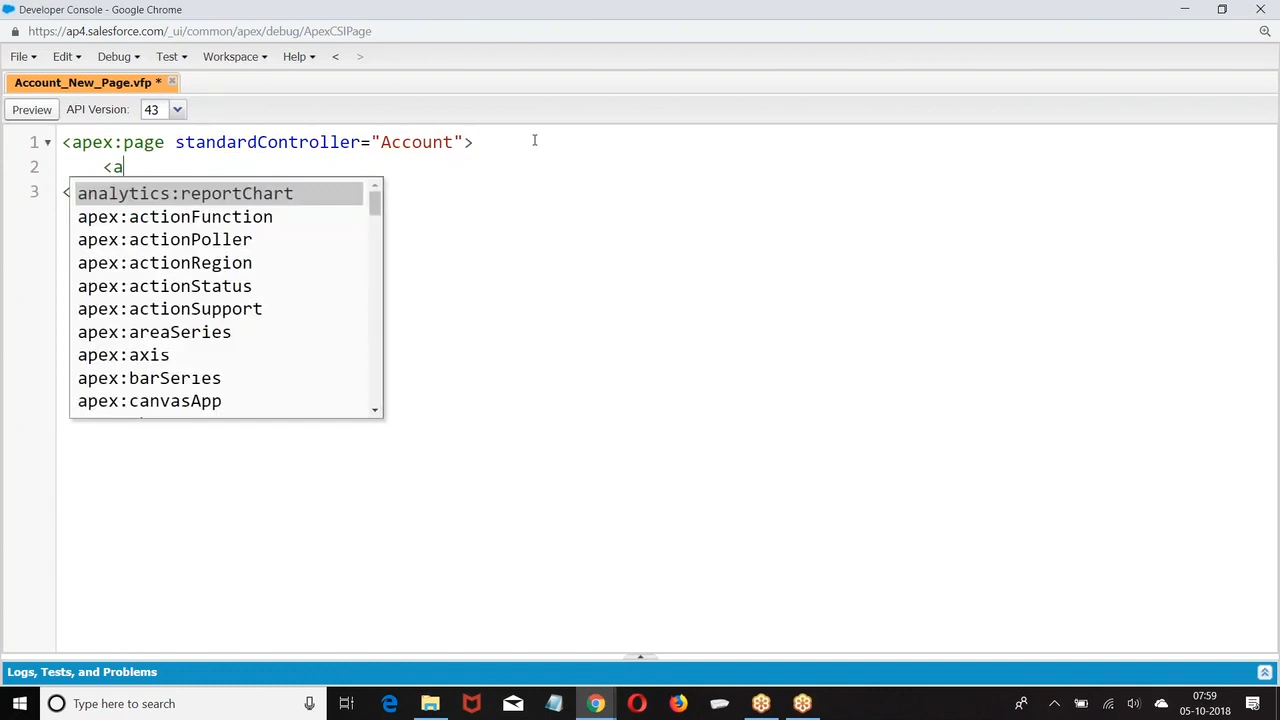 Developer Console - Google Chrome
https://ap4.salesforce.com/_ui/common/apex/debug/ApexCSIPage
File Edit Debug Test Workspace Help < >
Account_New_Page.vfp *
Preview API Version: 43
1 <apex:page standardController="Account">
2 <a
3 <
analytics:reportChart
apex:actionFunction
apex:actionPoller
apex:actionRegion
apex:actionStatus
apex:actionSupport
apex:areaSeries
apex:axis
apex:barSeries
apex:canvasApp
Logs, Tests, and Problems
Type here to search
07:59
05-10-2018